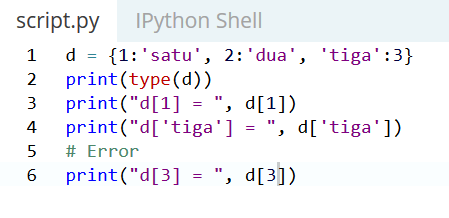 script.py IPython Shell
1 d = {1:'satu', 2:'dua', 'tiga':3}
2 print(type(d))
3 print("d[1] = ", d[1])
4 print("d['tiga'] = ", d['tiga'])
5 # Error
6 print("d[3] = ", d[3])